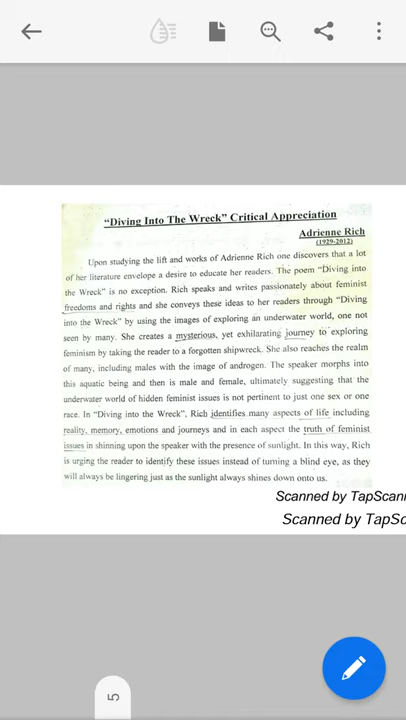 "Diving Into The Wreck" Critical Appreciation
Adrienne Rich
(1929-2012)
Upon studying the lift and works of Adrienne Rich one discovers that a lot
of her literature envelope a desire to educate her readers. The poem "Diving into
the Wreck" is no exception. Rich speaks and writes passionately about feminist
freedoms and rights and she conveys these ideas to her readers through "Diving
into the Wreck" by using the images of exploring an underwater world, one not
seen by many. She creates a mysterious, yet exhilarating journey to exploring
feminism by taking the reader to a forgotten shipwreck. She also reaches the realm
of many, including males with the image of androgen. The speaker morphs into
this aquatic being and then is male and female, ultimately suggesting that the
underwater world of hidden feminist issues is not pertinent to just one sex or one
race. In "Diving into the Wreck", Rich identifies many aspects of life including
reality, memory, emotions and journeys and in each aspect the truth of feminist
issues in shinning upon the speaker with the presence of sunlight. In this way, Rich
is urging the reader to identify these issues instead of turning a blind eye, as they
will always be lingering just as the sunlight always shines down onto us.
Scanned by TapScan
Scanned by TapSc
5